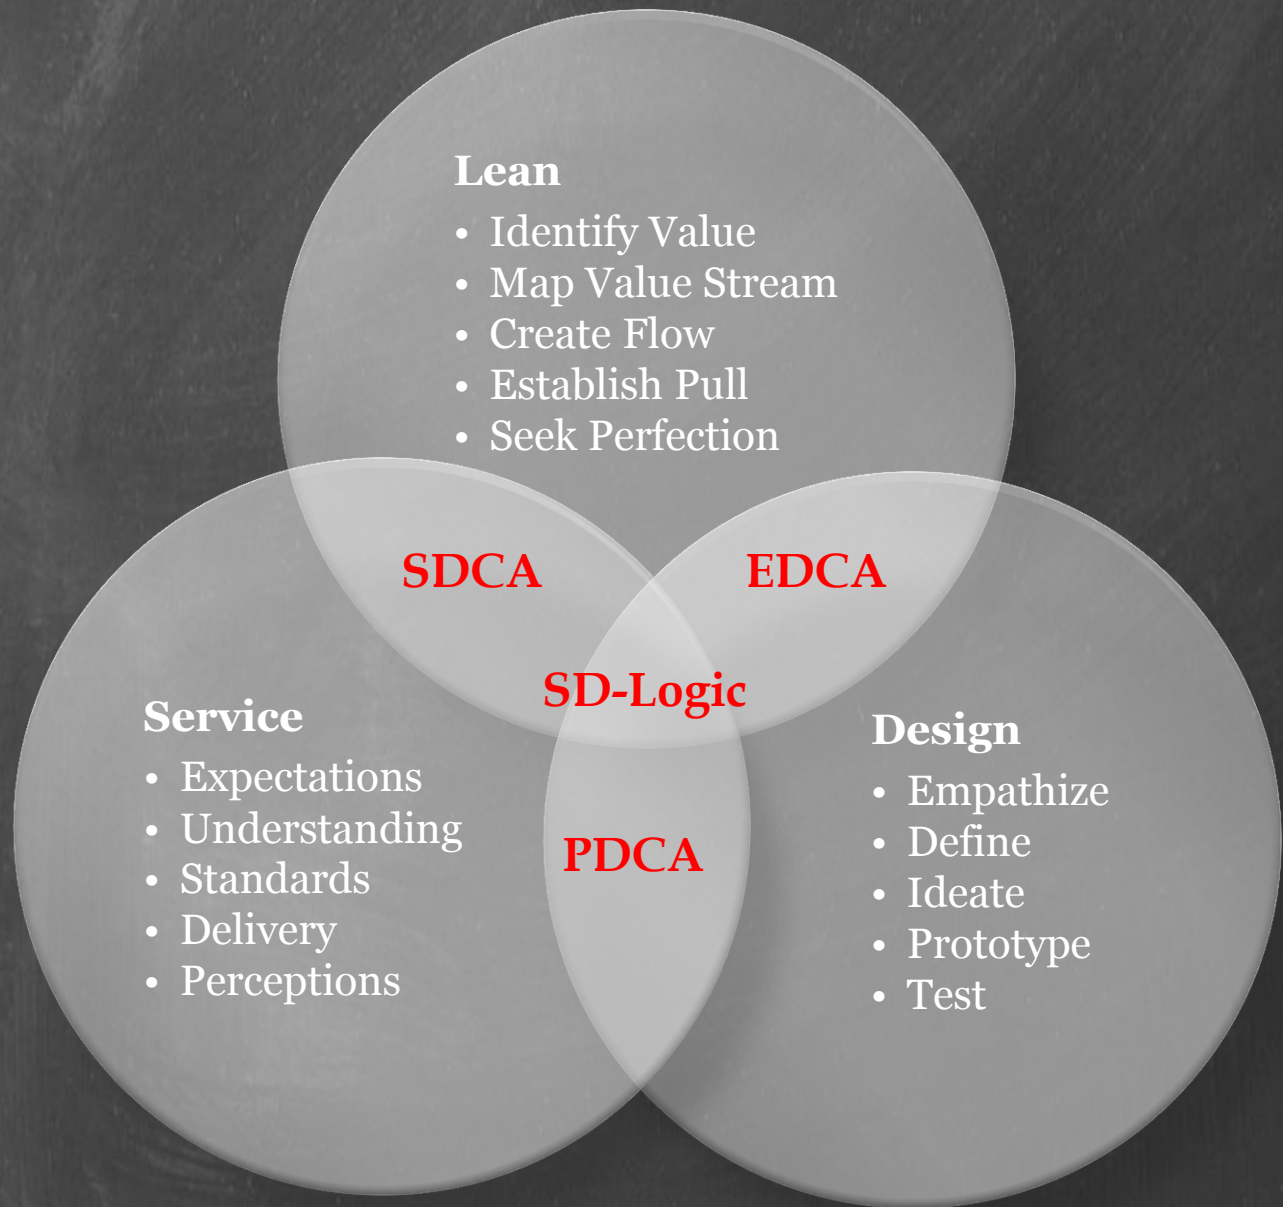 Lean
• Identify Value
• Map Value Stream
• Create Flow
• Establish Pull
• Seek Perfection
SDCA
EDCA
SD-Logic
Service
• Expectations
• Understanding
• Standards
• Delivery
• Perceptions
PDCA
Design
• Empathize
• Define
• Ideate
• Prototype
• Test